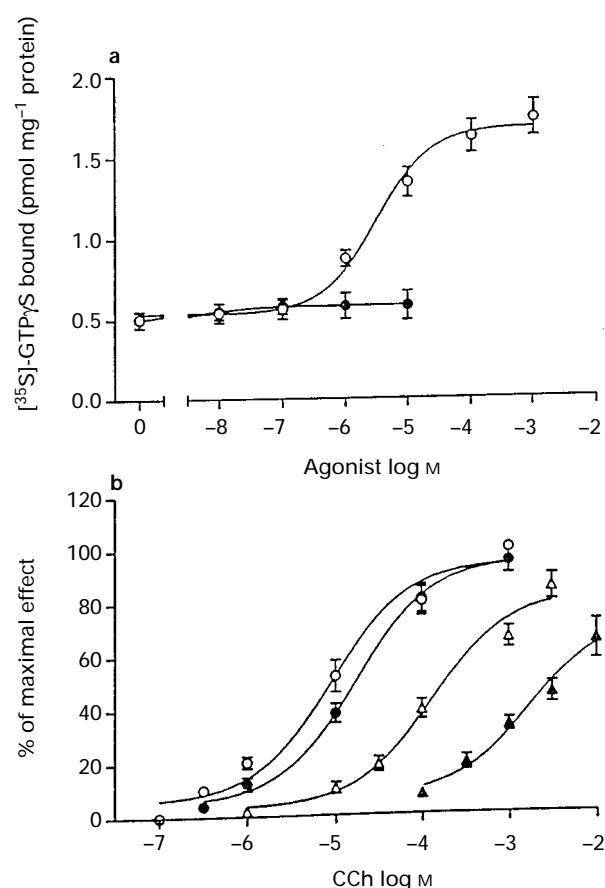 a
[³⁵S]-GTPγS bound (pmol mg⁻¹ protein)
2.0
1.5
1.0
0.5
0.0
0 −8 −7 −6 −5 −4 −3 −2
Agonist log M
b
% of maximal effect
120
100
80
60
40
20
0
−7 −6 −5 −4 −3 −2
CCh log M